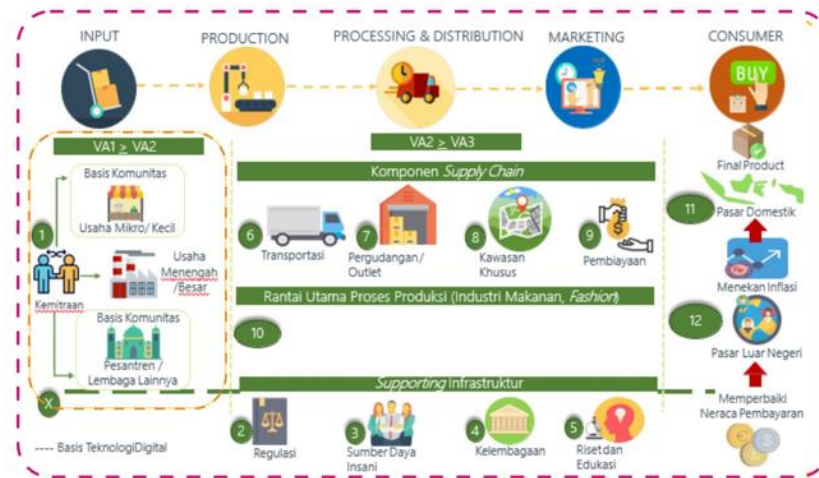 INPUT
PRODUCTION
PROCESSING & DISTRIBUTION
MARKETING
CONSUMER
BUY
VA1 ≥ VA2
VA2 ≥ VA3
Final Product
Basis Komunitas
Usaha Mikro/ Kecil
1
Kemitraan
Usaha
Menengah
/Besar
Basis Komunitas
Pesantren /
Lembaga Lainnya
X
---- Basis TeknologiDigital
Komponen Supply Chain
6
Transportasi
7
Pergudangan /
Outlet
8
Kawasan
Khusus
9
Pembiayaan
Rantai Utama Proses Produksi (Industri Makanan, Fashion)
10
Supporting Infrastruktur
2
Regulasi
3
Sumber Daya
Insani
4
Kelembagaan
5
Riset dan
Edukasi
11
Pasar Domestik
Menekan Inflasi
12
Pasar Luar Negeri
Memperbaiki
Neraca Pembayaran